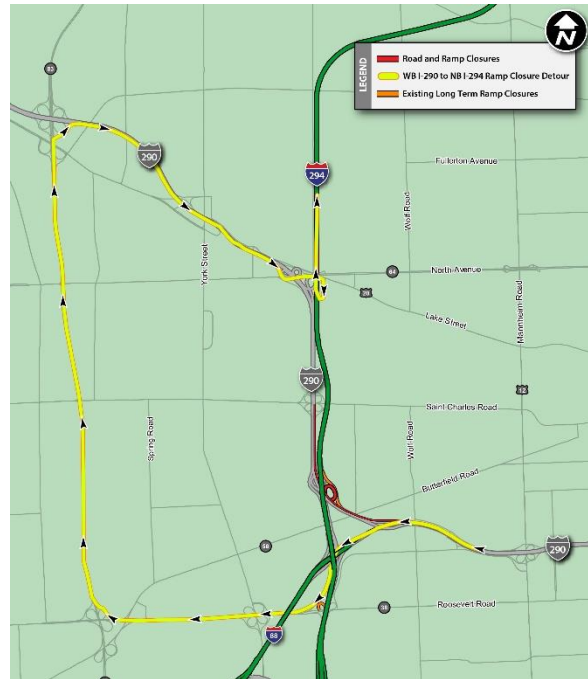 N
LEGEND
Road and Ramp Closures
WB I-290 to NB I-294 Ramp Closure Detour
Existing Long Term Ramp Closures
83
290
Fullerton Avenue
294
Wolf Road
York Street
North Avenue
64
20
Lake Street
Mannheim Road
290
12
Saint Charles Road
Spring Road
Wolf Road
Butterfield Road
56
290
Roosevelt Road
38
88